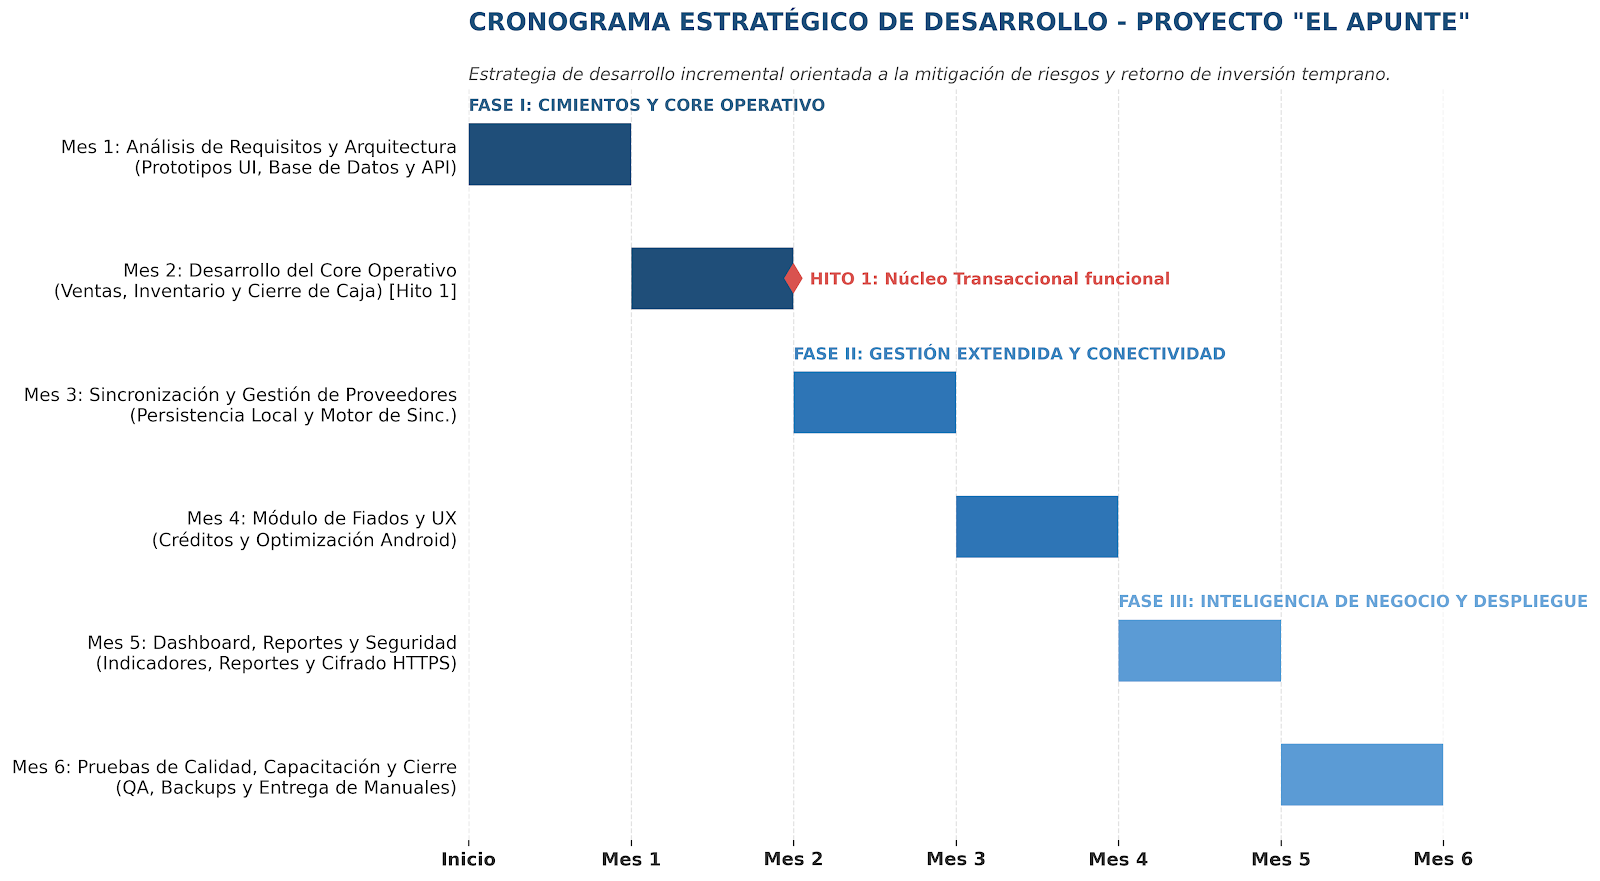 CRONOGRAMA ESTRATÉGICO DE DESARROLLO - PROYECTO "EL APUNTE"
Estrategia de desarrollo incremental orientada a la mitigación de riesgos y retorno de inversión temprano.
FASE I: CIMIENTOS Y CORE OPERATIVO
Mes 1: Análisis de Requisitos y Arquitectura
(Prototipos UI, Base de Datos y API)
Mes 2: Desarrollo del Core Operativo
(Ventas, Inventario y Cierre de Caja) [Hito 1]
HITO 1: Núcleo Transaccional funcional
FASE II: GESTIÓN EXTENDIDA Y CONECTIVIDAD
Mes 3: Sincronización y Gestión de Proveedores
(Persistencia Local y Motor de Sinc.)
Mes 4: Módulo de Fiados y UX
(Créditos y Optimización Android)
FASE III: INTELIGENCIA DE NEGOCIO Y DESPLIEGUE
Mes 5: Dashboard, Reportes y Seguridad
(Indicadores, Reportes y Cifrado HTTPS)
Mes 6: Pruebas de Calidad, Capacitación y Cierre
(QA, Backups y Entrega de Manuales)
Inicio Mes 1 Mes 2 Mes 3 Mes 4 Mes 5 Mes 6